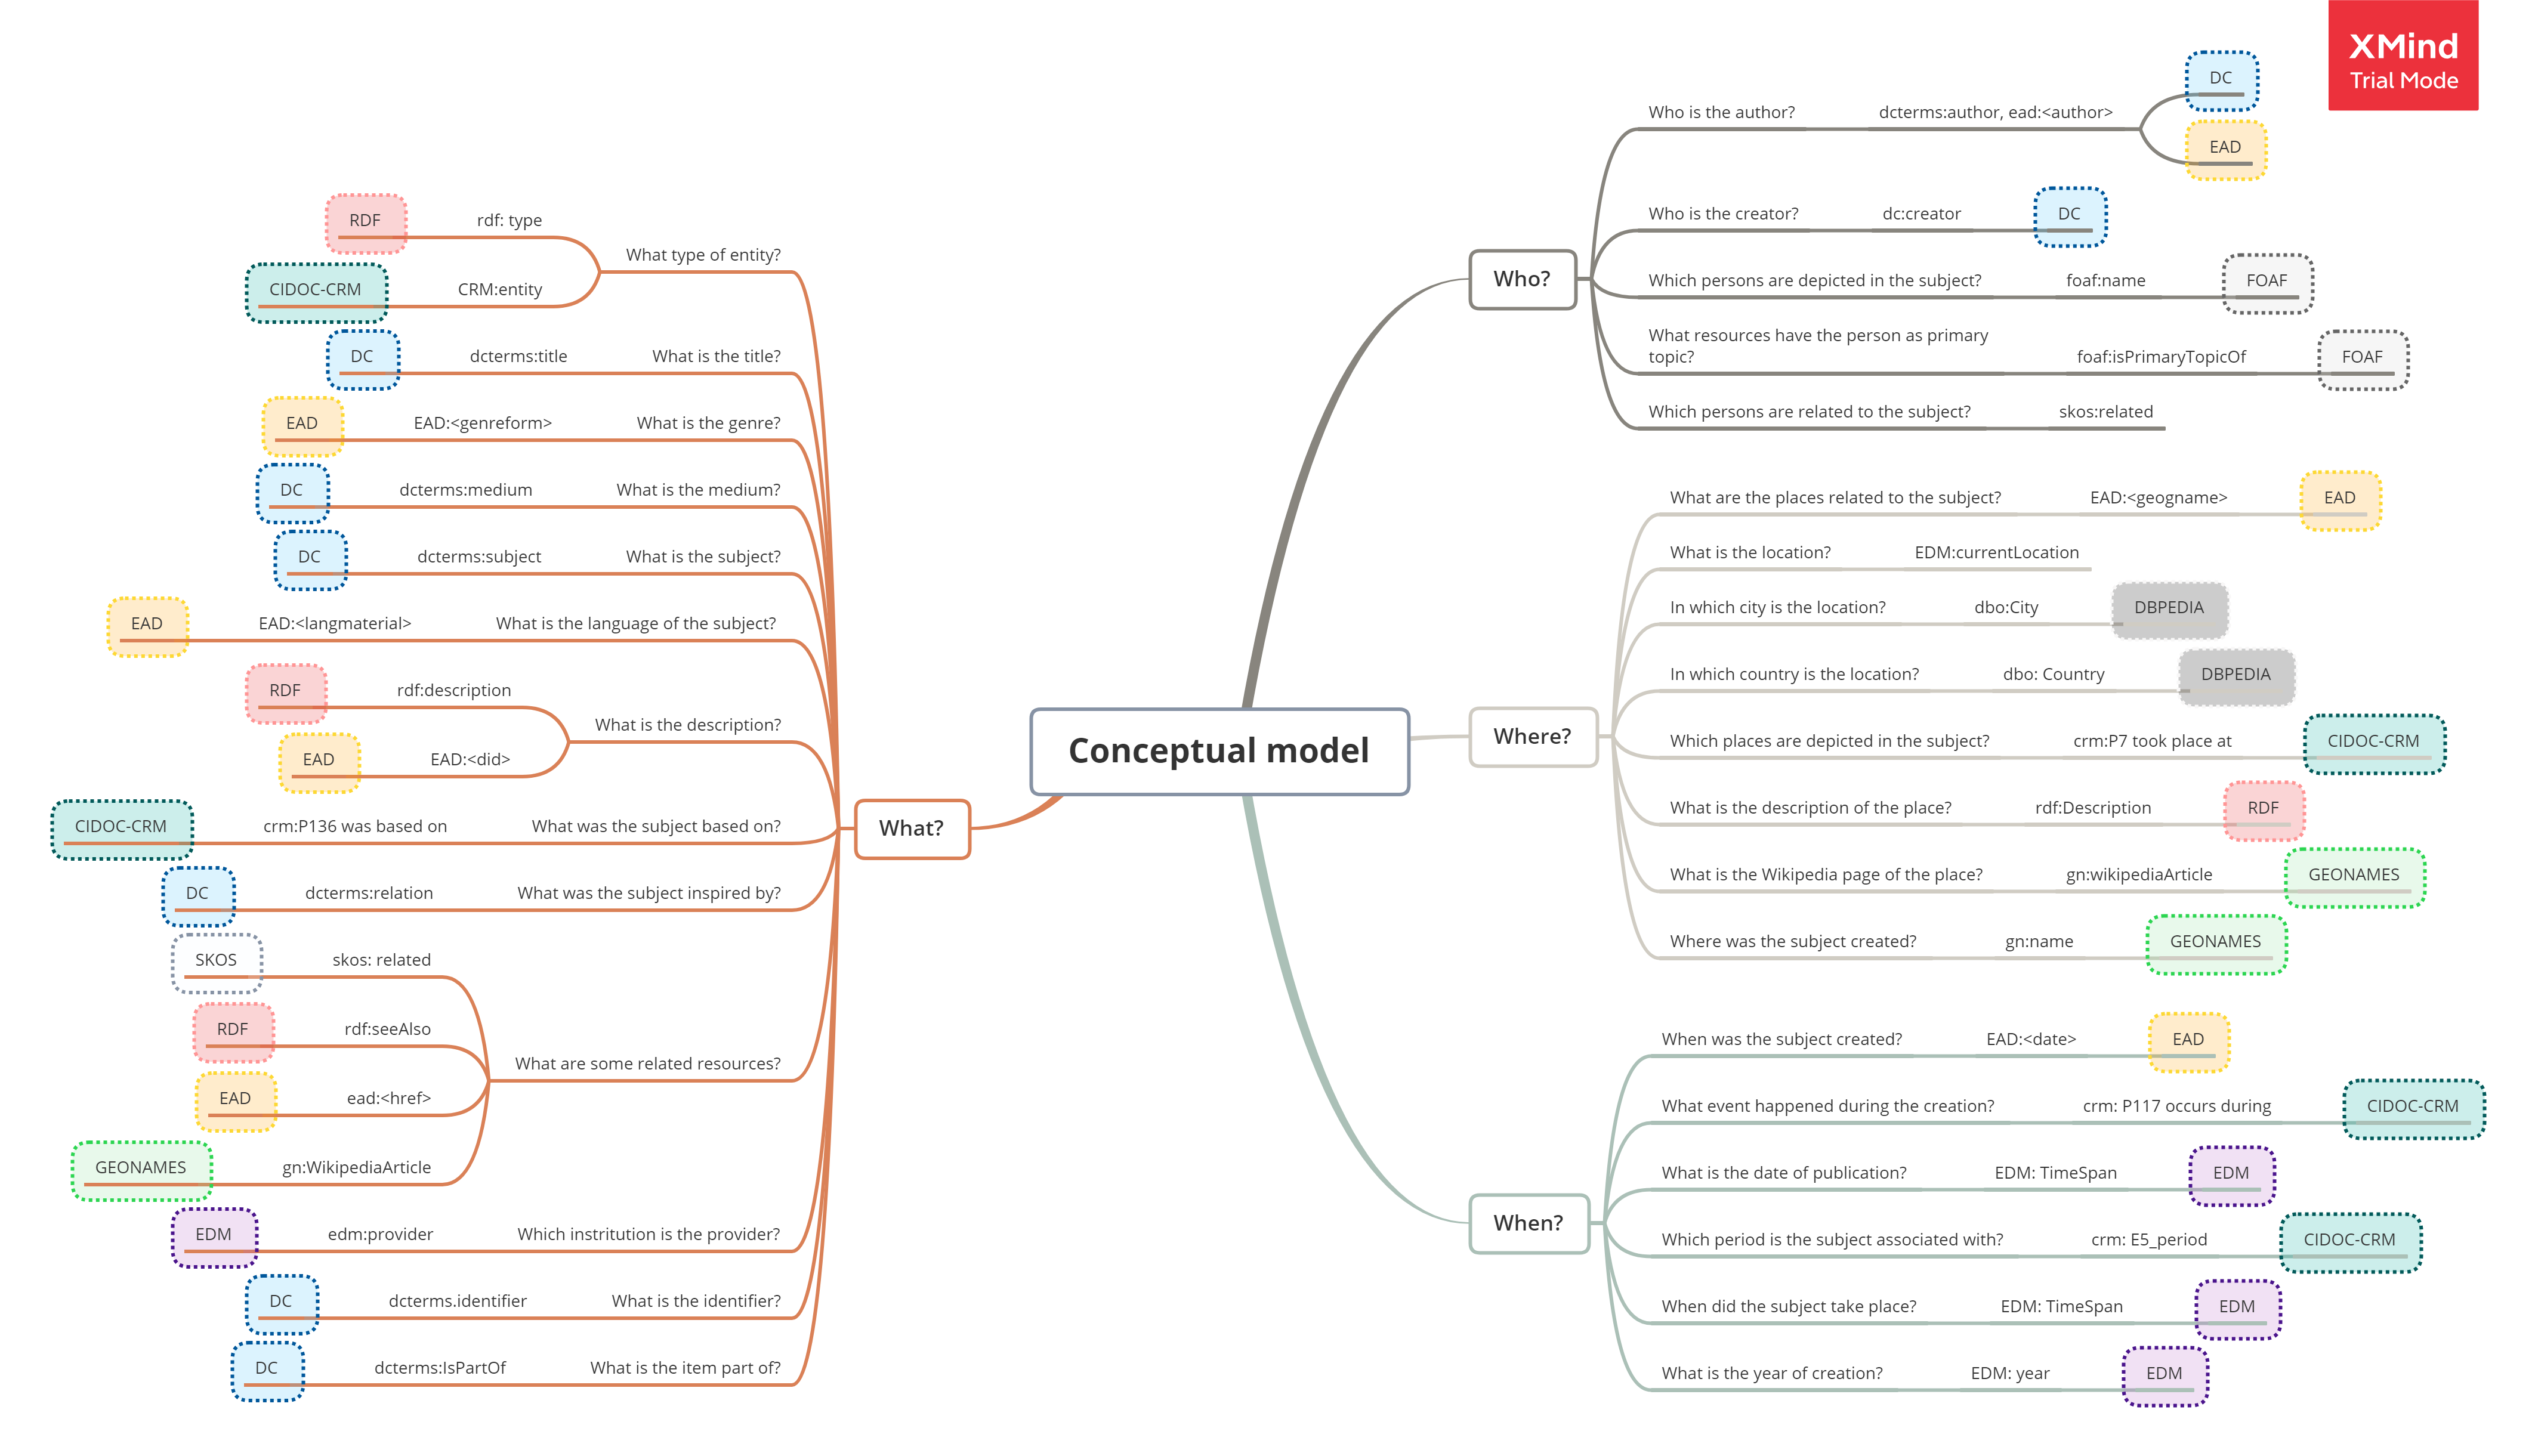 XMind
Trial Mode
Conceptual model
Who?
Who is the author?
dcterms:author, ead:<author>
DC
EAD
Who is the creator?
dc:creator
DC
Which persons are depicted in the subject?
foaf:name
FOAF
What resources have the person as primary
topic?
foaf:isPrimaryTopicOf
FOAF
Which persons are related to the subject?
skos:related
Where?
What are the places related to the subject?
EAD:<geogname>
EAD
What is the location?
EDM:currentLocation
In which city is the location?
dbo:City
DBPEDIA
In which country is the location?
dbo: Country
DBPEDIA
Which places are depicted in the subject?
crm:P7 took place at
CIDOC-CRM
What is the description of the place?
rdf:Description
RDF
What is the Wikipedia page of the place?
gn:wikipediaArticle
GEONAMES
Where was the subject created?
gn:name
GEONAMES
When?
When was the subject created?
EAD:<date>
EAD
What event happened during the creation?
crm: P117 occurs during
CIDOC-CRM
What is the date of publication?
EDM: TimeSpan
EDM
Which period is the subject associated with?
crm: E5_period
CIDOC-CRM
When did the subject take place?
EDM: TimeSpan
EDM
What is the year of creation?
EDM: year
EDM
What?
What type of entity?
rdf: type
RDF
CRM:entity
CIDOC-CRM
What is the title?
dcterms:title
DC
What is the genre?
EAD:<genreform>
EAD
What is the medium?
dcterms:medium
DC
What is the subject?
dcterms:subject
DC
What is the language of the subject?
EAD:<langmaterial>
EAD
What is the description?
rdf:description
RDF
EAD:<did>
EAD
What was the subject based on?
crm:P136 was based on
CIDOC-CRM
What was the subject inspired by?
dcterms:relation
DC
What are some related resources?
skos: related
SKOS
rdf:seeAlso
RDF
ead:<href>
EAD
gn:WikipediaArticle
GEONAMES
Which instritution is the provider?
edm:provider
EDM
What is the identifier?
dcterms.identifier
DC
What is the item part of?
dcterms:IsPartOf
DC